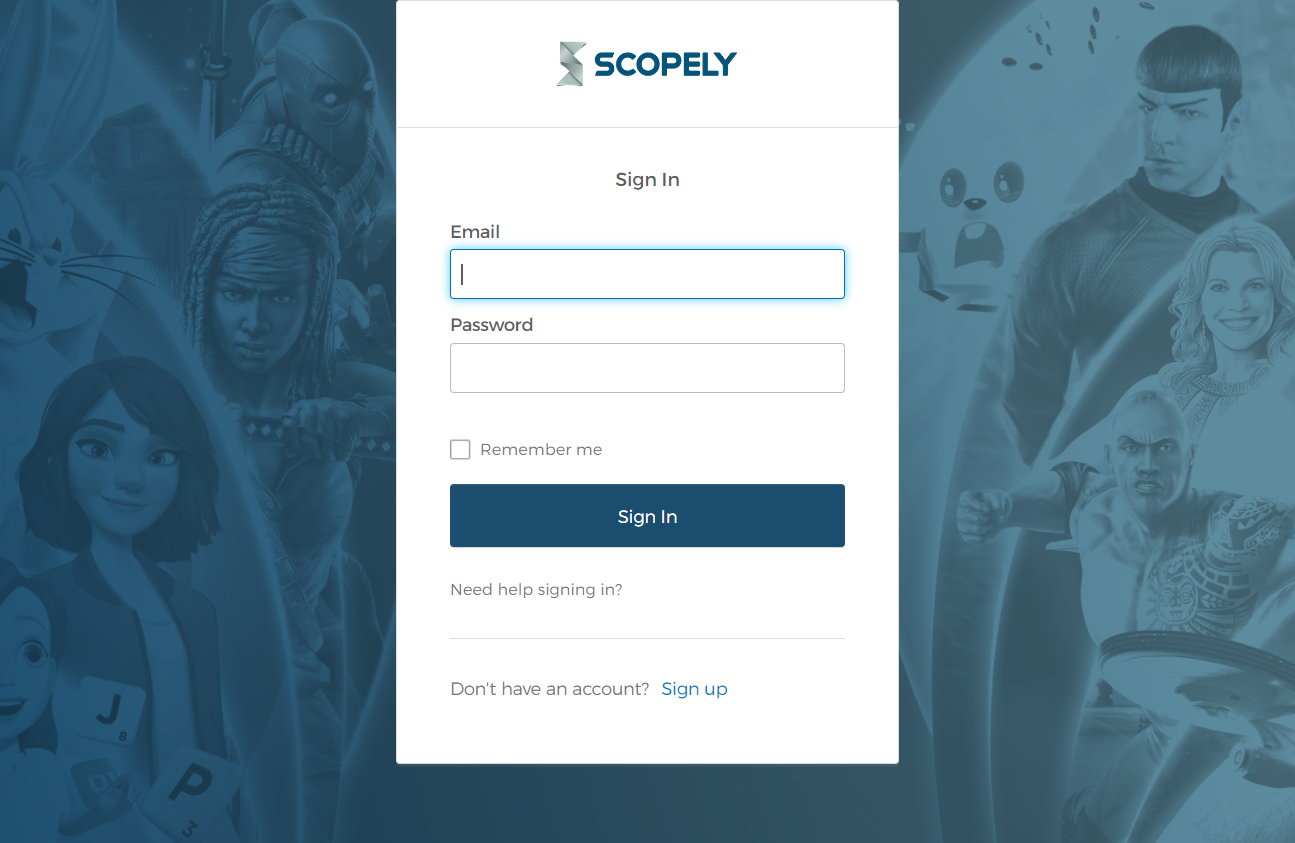 SCOPELY
Sign In
Email
Password
Remember me
Sign In
Need help signing in?
Don't have an account? Sign up
J
8
P
3